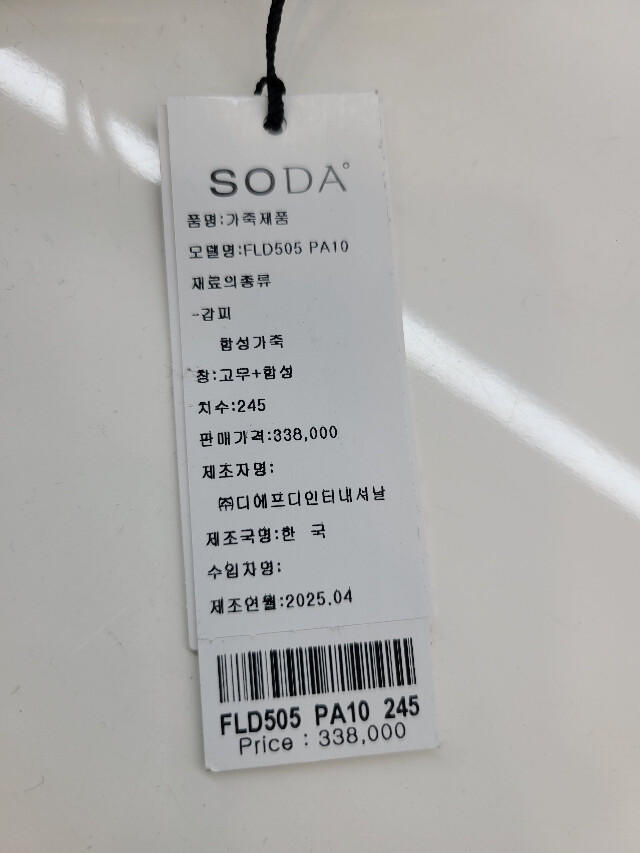 SODA
품명:가죽제품
모델명:FLD505 PA10
재료의종류
-갑피
합성가죽
창:고무+합성
치수:245
판매가격:338,000
제조자명:
㈜디에프디인터내셔날
제조국명:한 국
수입자명:
제조연월:2025.04
FLD505 PA10 245
Price : 338,000